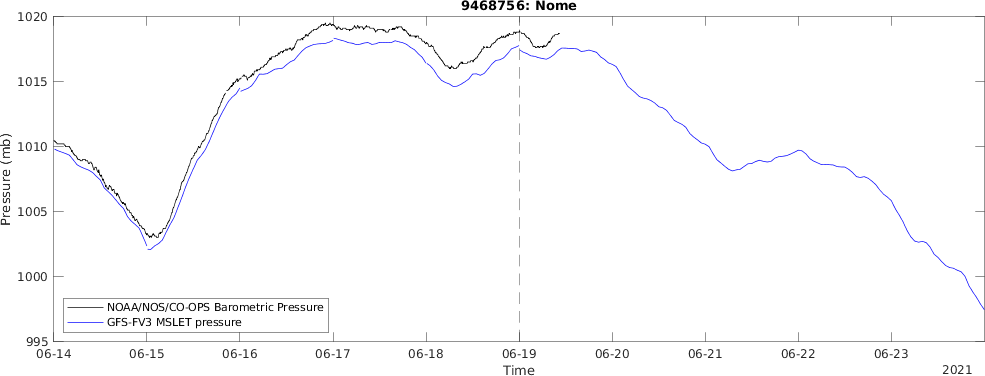 9468756: Nome
1020
1015
1010
1005
1000
995
Pressure (mb)
NOAA/NOS/CO-OPS Barometric Pressure
GFS-FV3 MSLET pressure
06-14 06-15 06-16 06-17 06-18 06-19 06-20 06-21 06-22 06-23
Time
2021